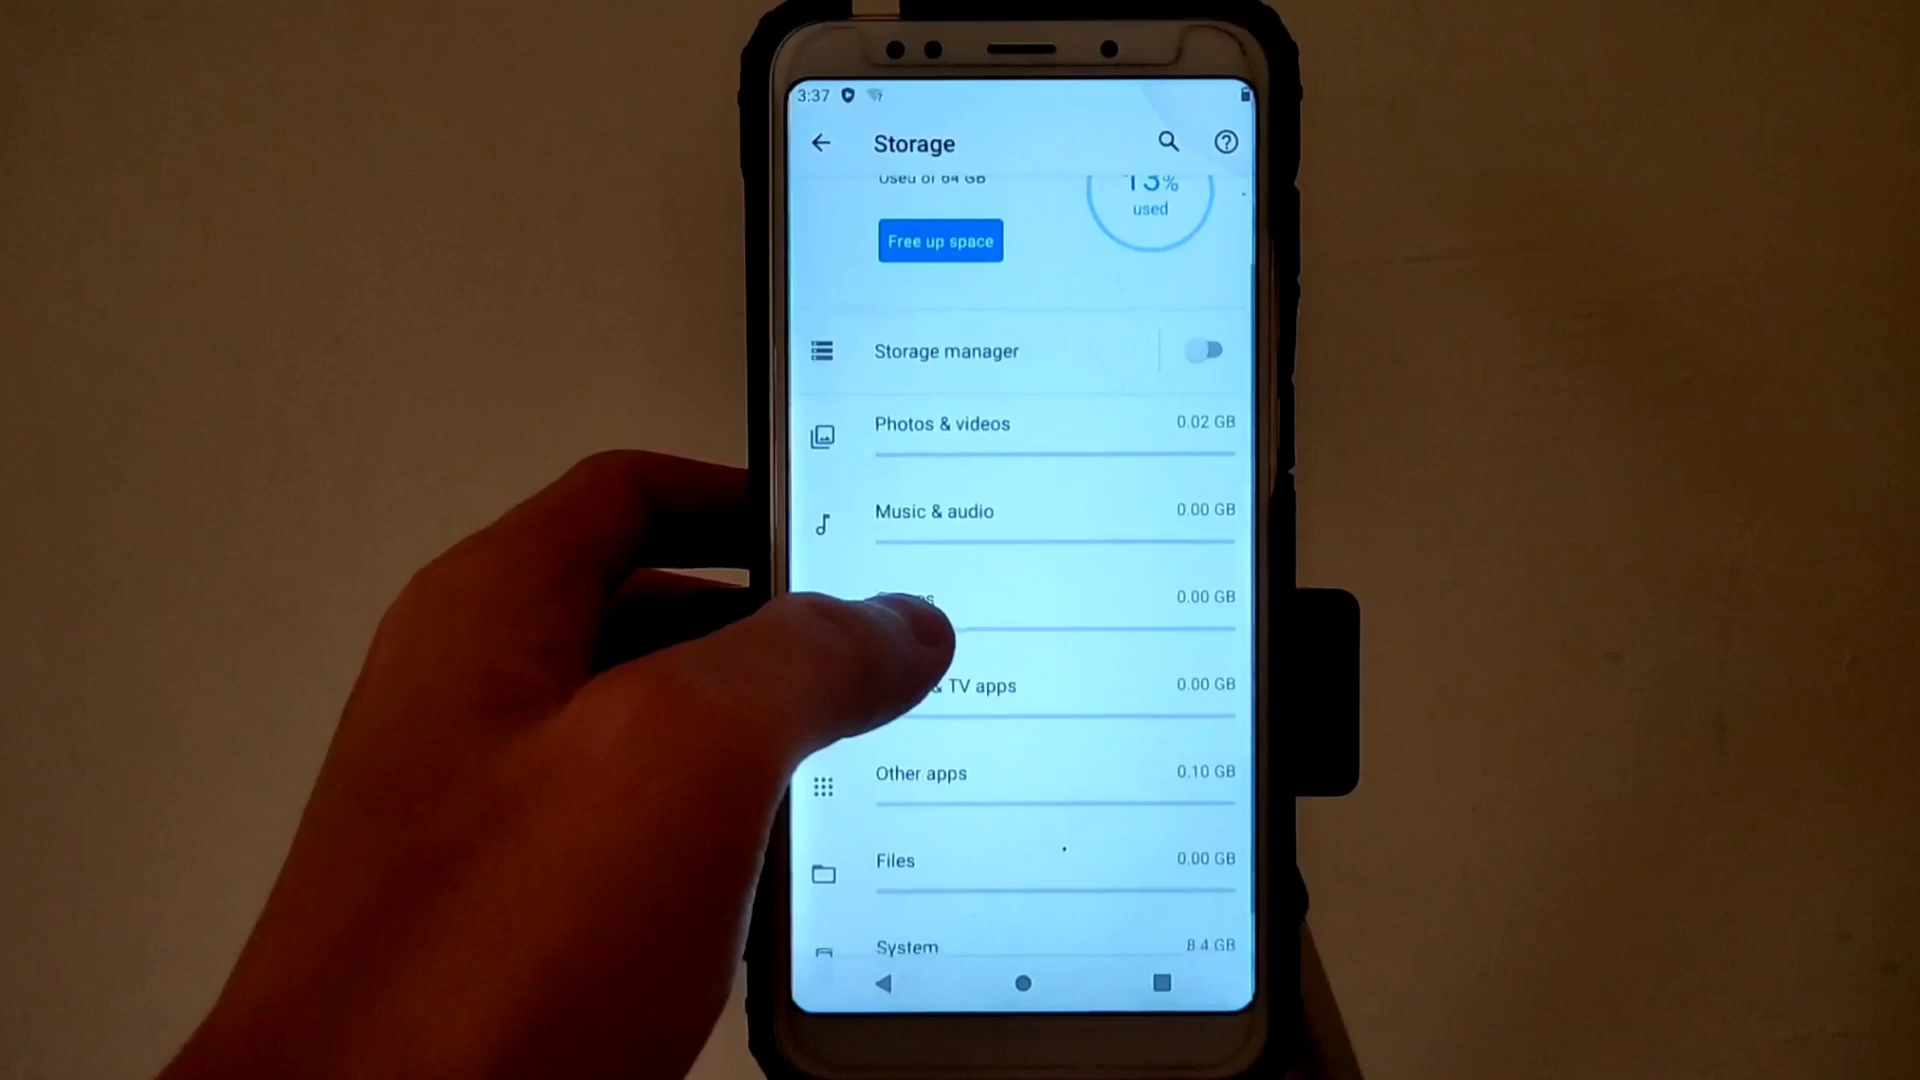 3:37
Storage
Used of 64 GB
13%
used
Free up space
Storage manager
Photos & videos 0.02 GB
Music & audio 0.00 GB
0.00 GB
& TV apps 0.00 GB
Other apps 0.10 GB
Files 0.00 GB
System 8.4 GB